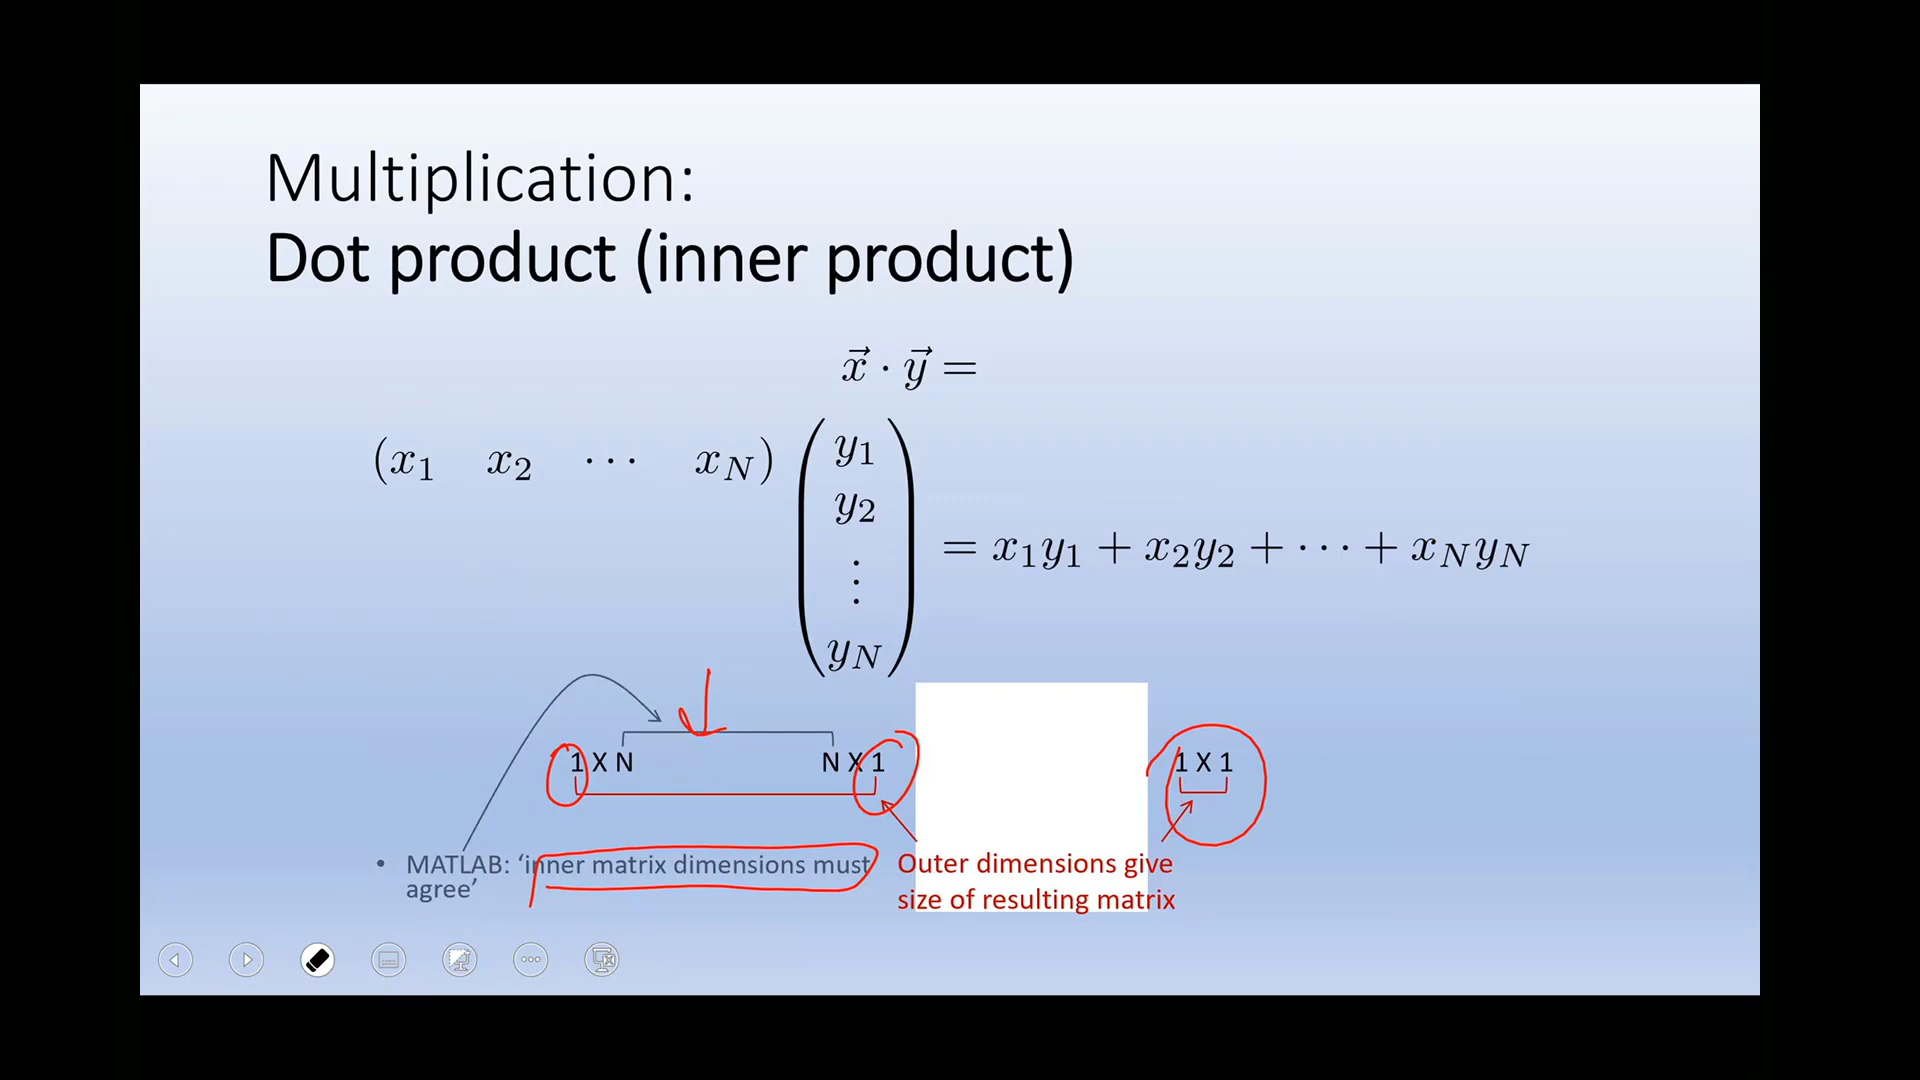 Multiplication:
Dot product (inner product)
x⃗ · y⃗ =
(x₁ x₂ ⋯ x_N)
y₁
y₂
⋮
y_N
= x₁y₁ + x₂y₂ + ⋯ + x_N y_N
1 X N
N X 1
1 X 1
• MATLAB: ‘inner matrix dimensions must
agree’
Outer dimensions give
size of resulting matrix